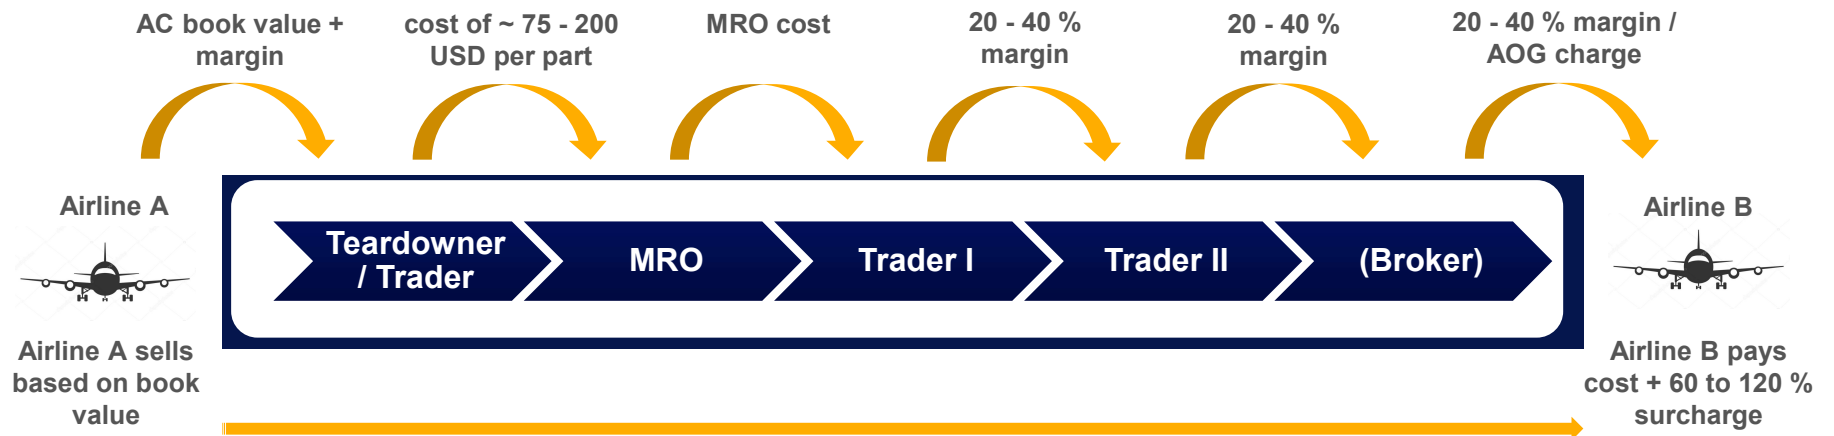 AC book value +
margin
cost of ~ 75 - 200
USD per part
MRO cost
20 - 40 %
margin
20 - 40 %
margin
20 - 40 % margin /
AOG charge
Airline A
Teardowner
/ Trader
MRO
Trader I
Trader II
(Broker)
Airline B
Airline A sells
based on book
value
Airline B pays
cost + 60 to 120 %
surcharge